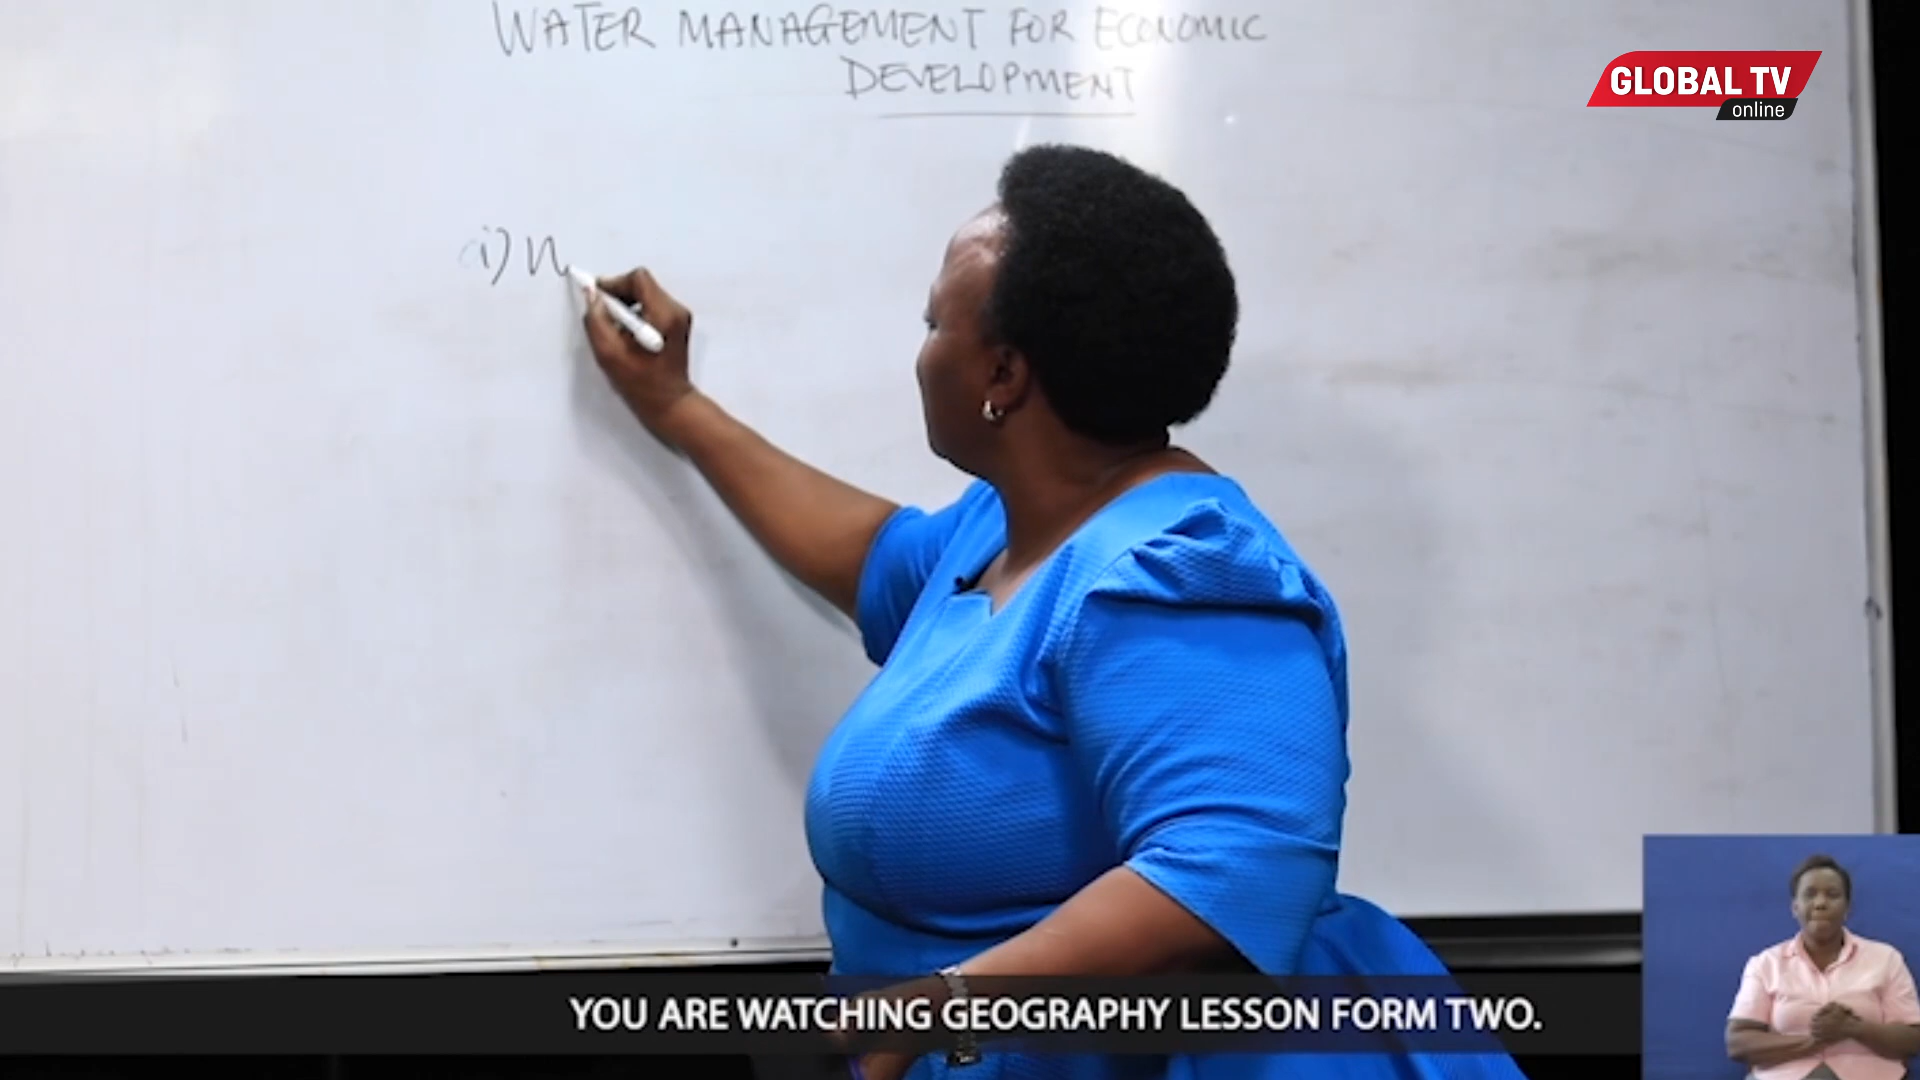 WATER MANAGEMENT FOR ECONOMIC
DEVELOPMENT
GLOBAL TV
online
(i)
YOU ARE WATCHING GEOGRAPHY LESSON FORM TWO.